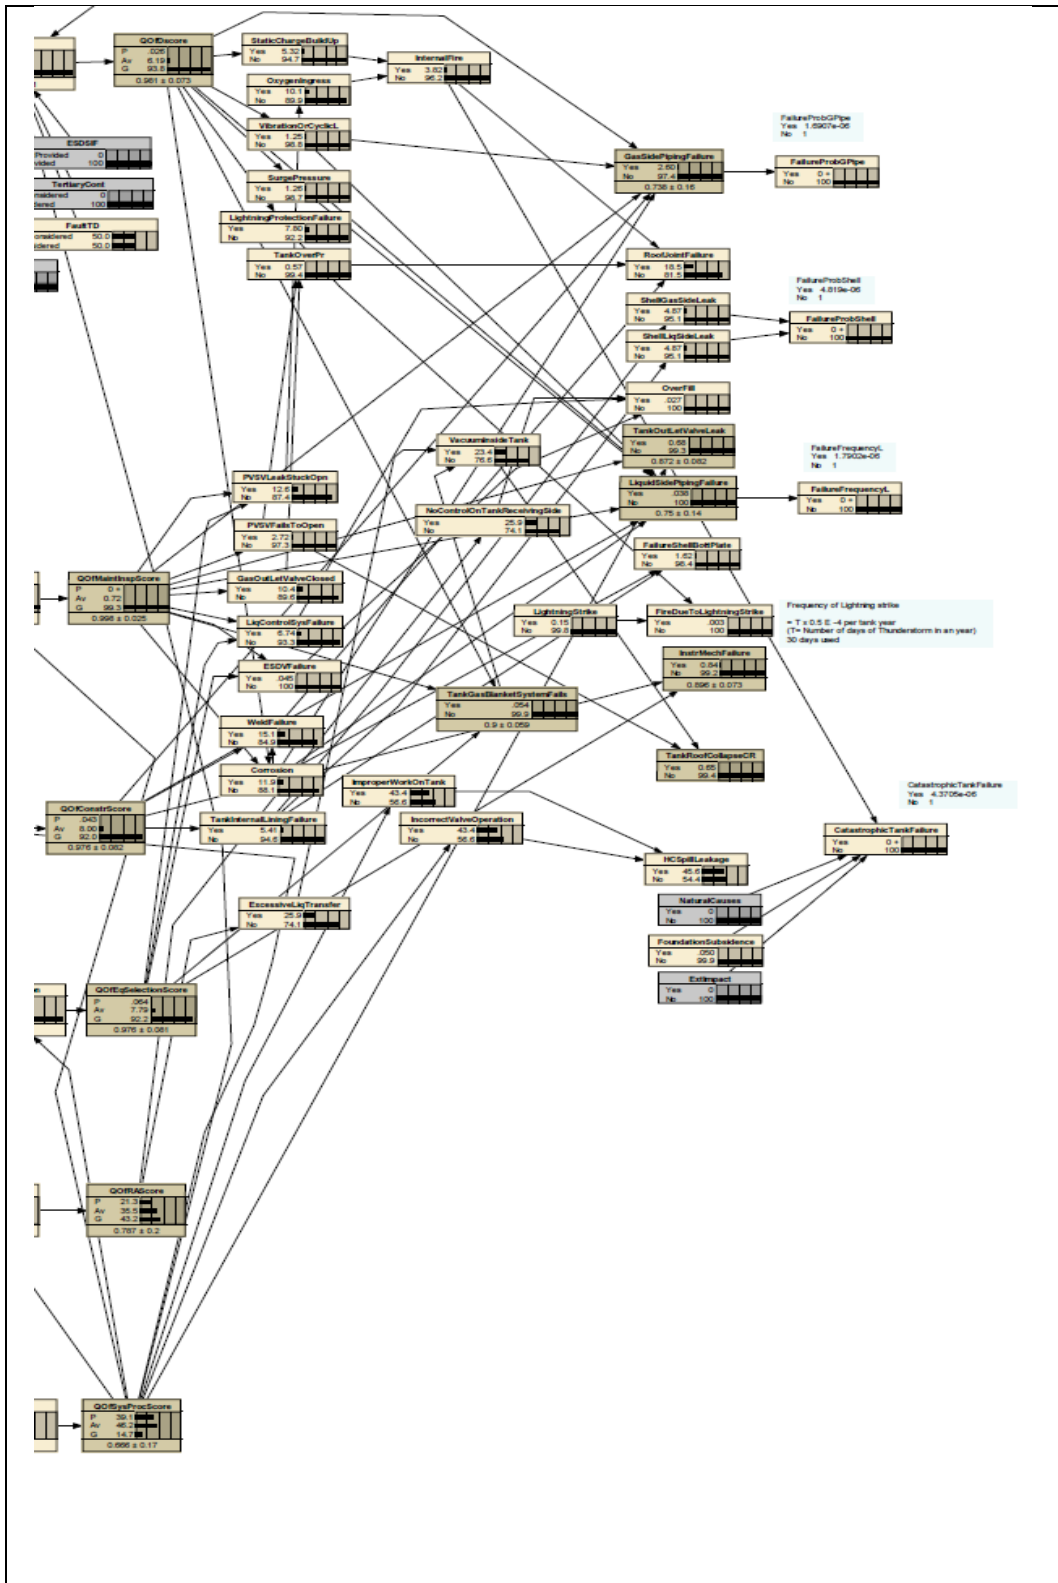 QOfDscore
P .026
Av 6.19
G 93.8
0.961 ± 0.073
StaticChargeBuildUp
Yes 5.32
No 94.7
InternalFire
Yes 3.82
No 96.2
OxygenIngress
Yes 10.1
No 89.9
VibrationOrCyclicL
Yes 1.25
No 98.8
FailureProbGPipe
Yes 1.6907e-06
No 1
ESDSIF
Provided 0
vided 100
GasSidePipingFailure
Yes 2.60
No 97.4
0.738 ± 0.16
FailureProbGPipe
Yes 0 +
No 100
TertiaryCont
nsidered 0
dered 100
SurgePressure
Yes 1.26
No 98.7
FaultTD
onsidered 50.0
idered 50.0
LightningProtectionFailure
Yes 7.80
No 92.2
TankOverPr
Yes 0.57
No 99.4
RoofJointFailure
Yes 18.5
No 81.5
FailureProbShell
Yes 4.819e-06
No 1
ShellGasSideLeak
Yes 4.87
No 95.1
FailureProbShell
Yes 0 +
No 100
ShellLiqSideLeak
Yes 4.87
No 95.1
OverFill
Yes .027
No 100
TankOutLetValveLeak
Yes 0.68
No 99.3
0.872 ± 0.082
VacuumInsideTank
Yes 23.4
No 76.6
FailureFrequencyL
Yes 1.7902e-06
No 1
PVSVLeakStuckOpn
Yes 12.6
No 87.4
LiquidSidePipingFailure
Yes .038
No 100
0.75 ± 0.14
FailureFrequencyL
Yes 0 +
No 100
NoControlOnTankReceivingSide
Yes 25.9
No 74.1
PVSVFailsToOpen
Yes 2.72
No 97.3
FailureShellBottPlate
Yes 1.62
No 98.4
QOfMaintInspScore
P 0 +
Av 0.72
G 99.3
0.996 ± 0.025
GasOutLetValveClosed
Yes 10.4
No 89.6
LiqControlSysFailure
Yes 6.74
No 93.3
LightningStrike
Yes 0.15
No 99.8
FireDueToLightningStrike
Yes .003
No 100
Frequency of Lightning strike
= T x 0.5 E -4 per tank year
(T= Number of days of Thunderstorm in an year)
30 days used
ESDVFailure
Yes .045
No 100
InstrMechFailure
Yes 0.84
No 99.2
0.896 ± 0.073
TankGasBlanketSystemFails
Yes .054
No 99.9
0.9 ± 0.059
WeldFailure
Yes 15.1
No 84.9
TankRoofCollapseCR
Yes 0.65
No 99.4
Corrosion
Yes 11.9
No 88.1
ImproperWorkOnTank
Yes 43.4
No 56.6
CatastrophicTankFailure
Yes 4.3705e-06
No 1
QOfConstrScore
P .043
Av 8.00
G 92.0
0.976 ± 0.082
TankInternalLiningFailure
Yes 5.41
No 94.6
IncorrectValveOperation
Yes 43.4
No 56.6
CatastrophicTankFailure
Yes 0 +
No 100
HCSpillLeakage
Yes 45.6
No 54.4
ExcessiveLiqTransfer
Yes 25.9
No 74.1
NaturalCauses
Yes 0
No 100
FoundationSubsidence
Yes .050
No 99.9
ExtImpact
Yes 0
No 100
QOfEqSelectionScore
P .064
Av 7.79
G 92.2
0.976 ± 0.081
QOfRAScore
P 21.3
Av 35.5
G 43.2
0.767 ± 0.2
QOfSysProcScore
P 39.1
Av 46.2
G 14.7
0.666 ± 0.17